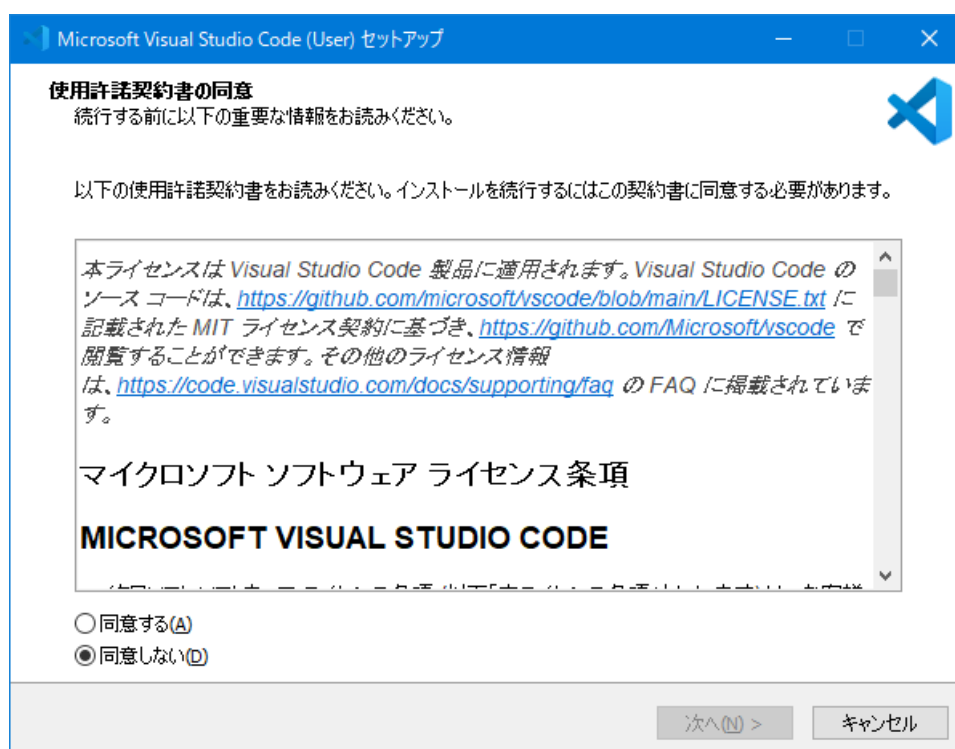 Microsoft Visual Studio Code (User) セットアップ
使用許諾契約書の同意
続行する前に以下の重要な情報をお読みください。
以下の使用許諾契約書をお読みください。インストールを続行するにはこの契約書に同意する必要があります。
本ライセンスは Visual Studio Code 製品に適用されます。Visual Studio Code の
ソース コードは、https://github.com/microsoft/vscode/blob/main/LICENSE.txt に
記載された MIT ライセンス契約に基づき、https://github.com/Microsoft/vscode で
閲覧することができます。その他のライセンス情報
は、https://code.visualstudio.com/docs/supporting/faq の FAQ に掲載されていま
す。
マイクロソフト ソフトウェア ライセンス条項
MICROSOFT VISUAL STUDIO CODE
同意する(A)
同意しない(D)
次へ(N) >
キャンセル